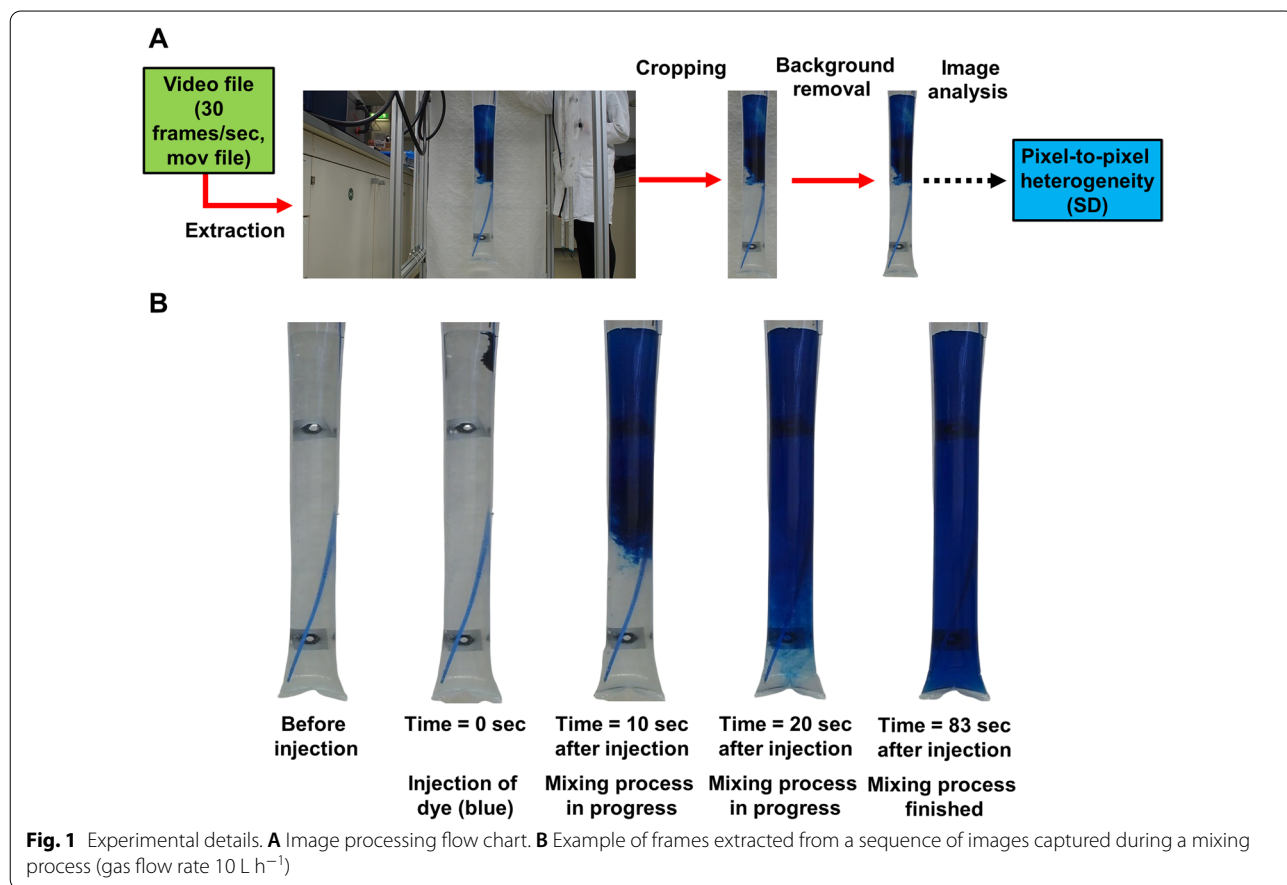 A
Video file
(30
frames/sec,
mov file)
Extraction
Cropping
Background
removal
Image
analysis
Pixel-to-pixel
heterogeneity
(SD)
B
Before
injection
Time = 0 sec
Injection of
dye (blue)
Time = 10 sec
after injection
Mixing process
in progress
Time = 20 sec
after injection
Mixing process
in progress
Time = 83 sec
after injection
Mixing process
finished
Fig. 1 Experimental details. A Image processing flow chart. B Example of frames extracted from a sequence of images captured during a mixing
process (gas flow rate 10 L h⁻¹)